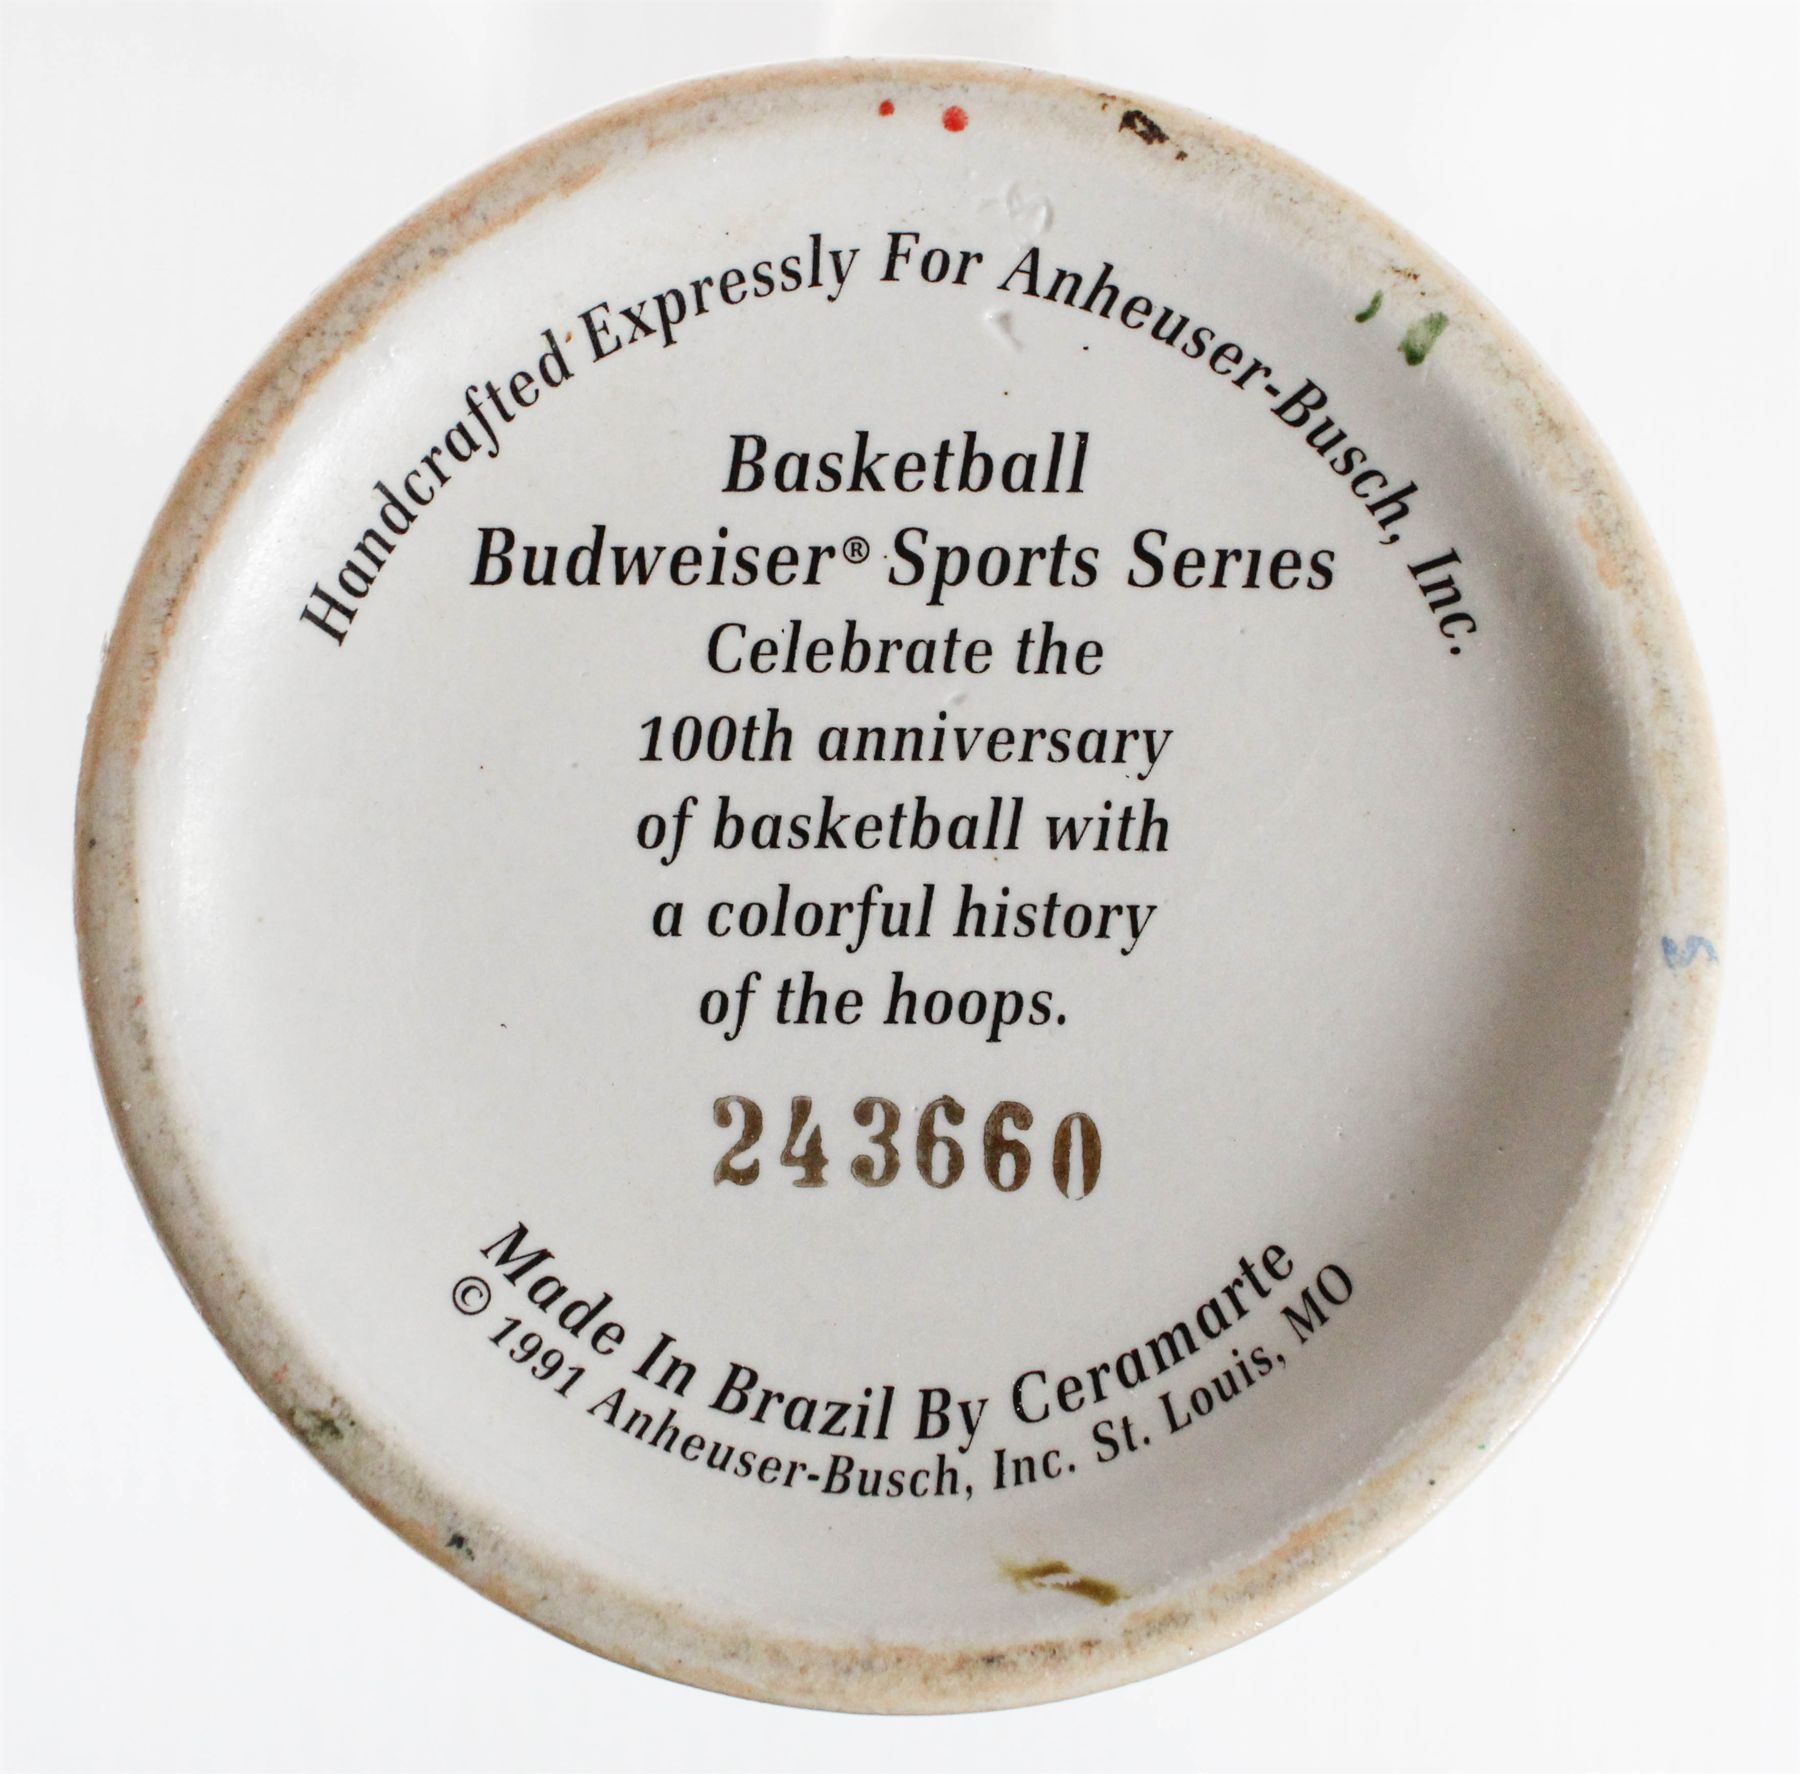 Handcrafted Expressly For Anheuser-Busch, Inc.
Basketball
Budweiser® Sports Series
Celebrate the
100th anniversary
of basketball with
a colorful history
of the hoops.
243660
Made In Brazil By Ceramarte
© 1991 Anheuser-Busch, Inc. St. Louis, MO